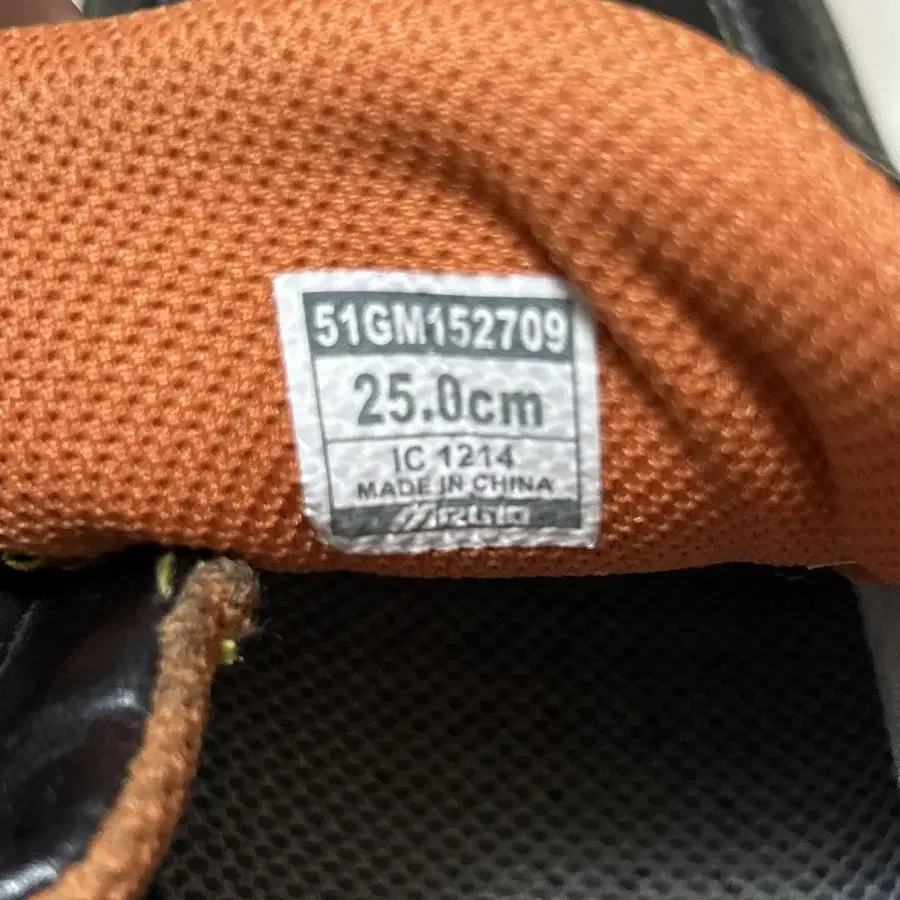 51GM152709
25.0cm
IC 1214
MADE IN CHINA
MIZUNO